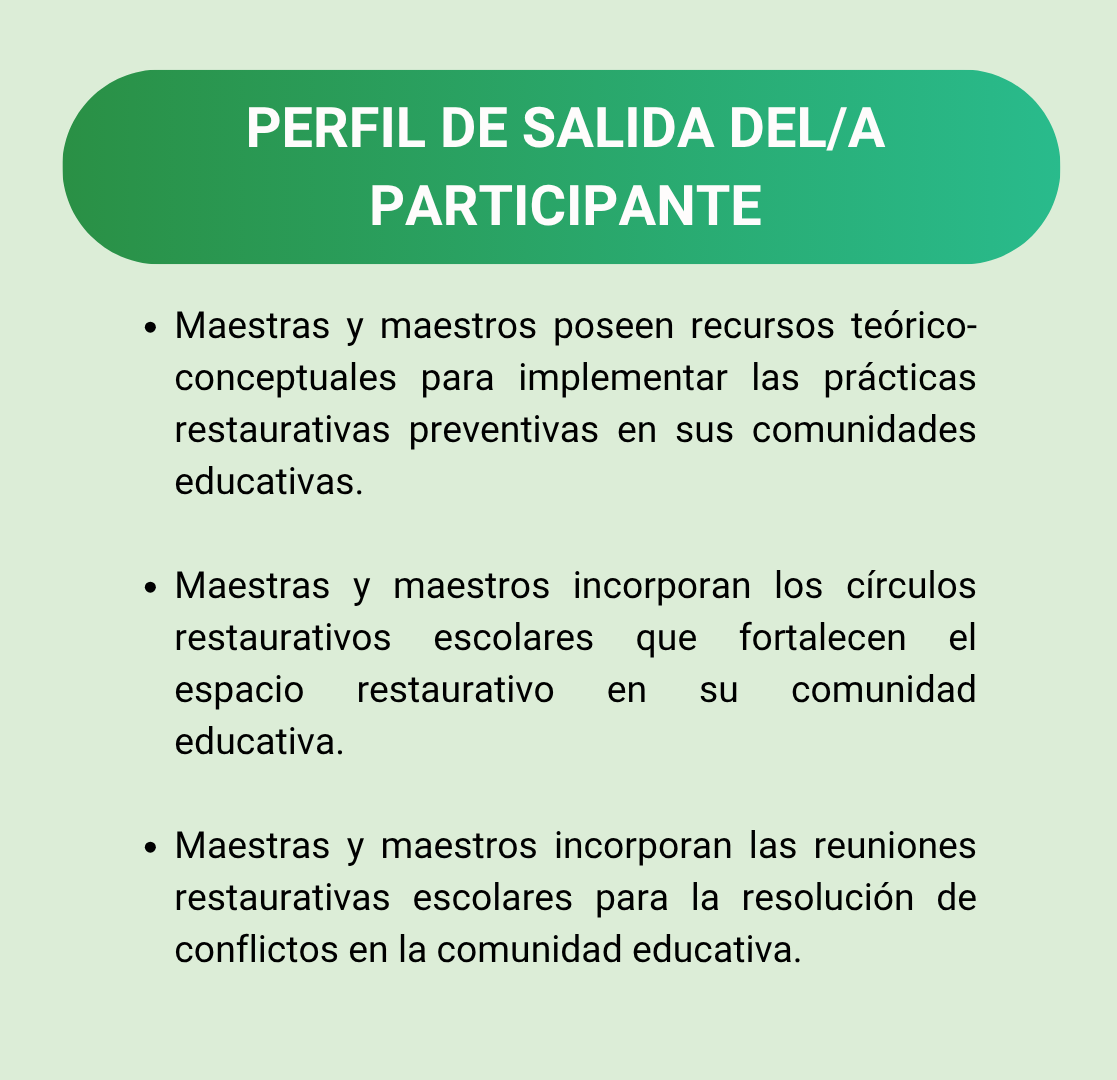 PERFIL DE SALIDA DEL/A
PARTICIPANTE
• Maestras y maestros poseen recursos teórico-
conceptuales para implementar las prácticas
restaurativas preventivas en sus comunidades
educativas.
• Maestras y maestros incorporan los círculos
restaurativos escolares que fortalecen el
espacio restaurativo en su comunidad
educativa.
• Maestras y maestros incorporan las reuniones
restaurativas escolares para la resolución de
conflictos en la comunidad educativa.